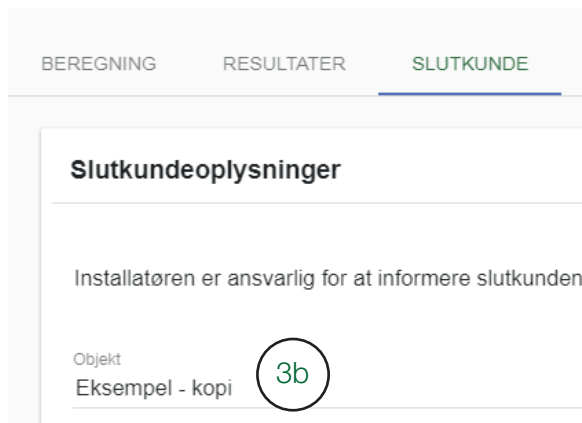 BEREGNING RESULTATER SLUTKUNDE
Slutkundeoplysninger
Installatøren er ansvarlig for at informere slutkunden
Objekt
Eksempel - kopi
3b